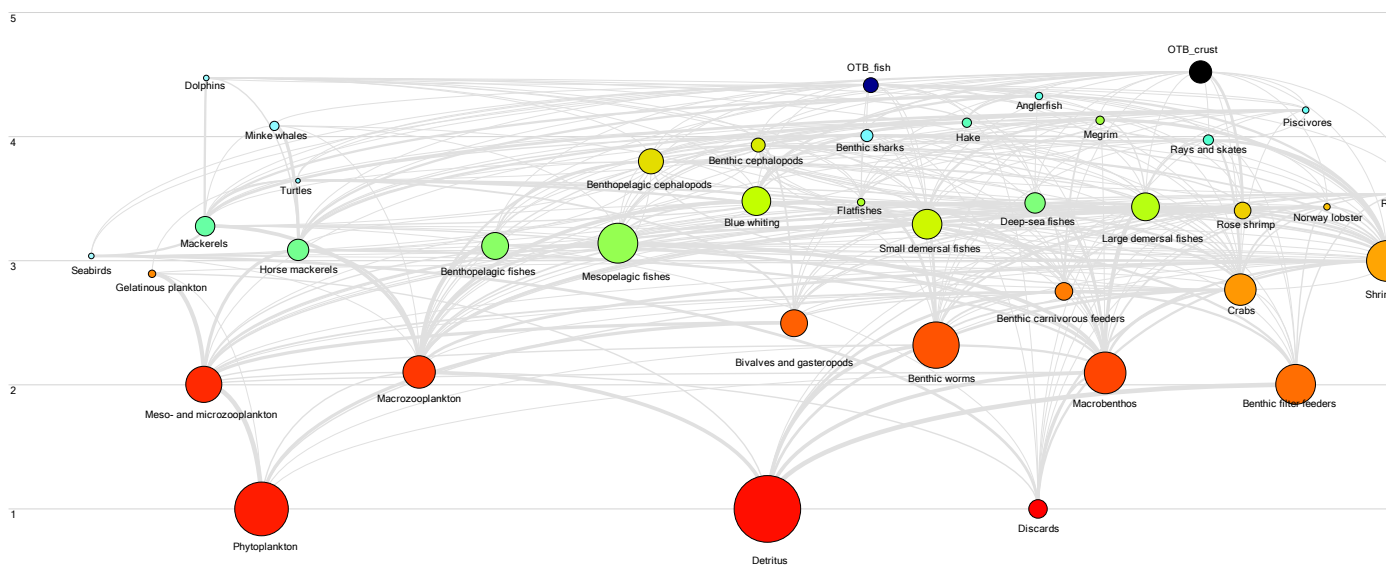 5
OTB_crust
OTB_fish
Dolphins
Anglerfish
Piscivores
Minke whales
4
Benthic sharks
Hake
Megrim
Rays and skates
Benthic cephalopods
Benthopelagic cephalopods
Turtles
Blue whiting
Flatfishes
Deep-sea fishes
Large demersal fishes
Rose shrimp
Norway lobster
R
Mackerels
Small demersal fishes
3
Seabirds
Horse mackerels
Benthopelagic fishes
Mesopelagic fishes
Gelatinous plankton
Shrim
Benthic carnivorous feeders
Crabs
Bivalves and gasteropods
Benthic worms
2
Meso- and microzooplankton
Macrozooplankton
Macrobenthos
Benthic filter feeders
1
Phytoplankton
Detritus
Discards